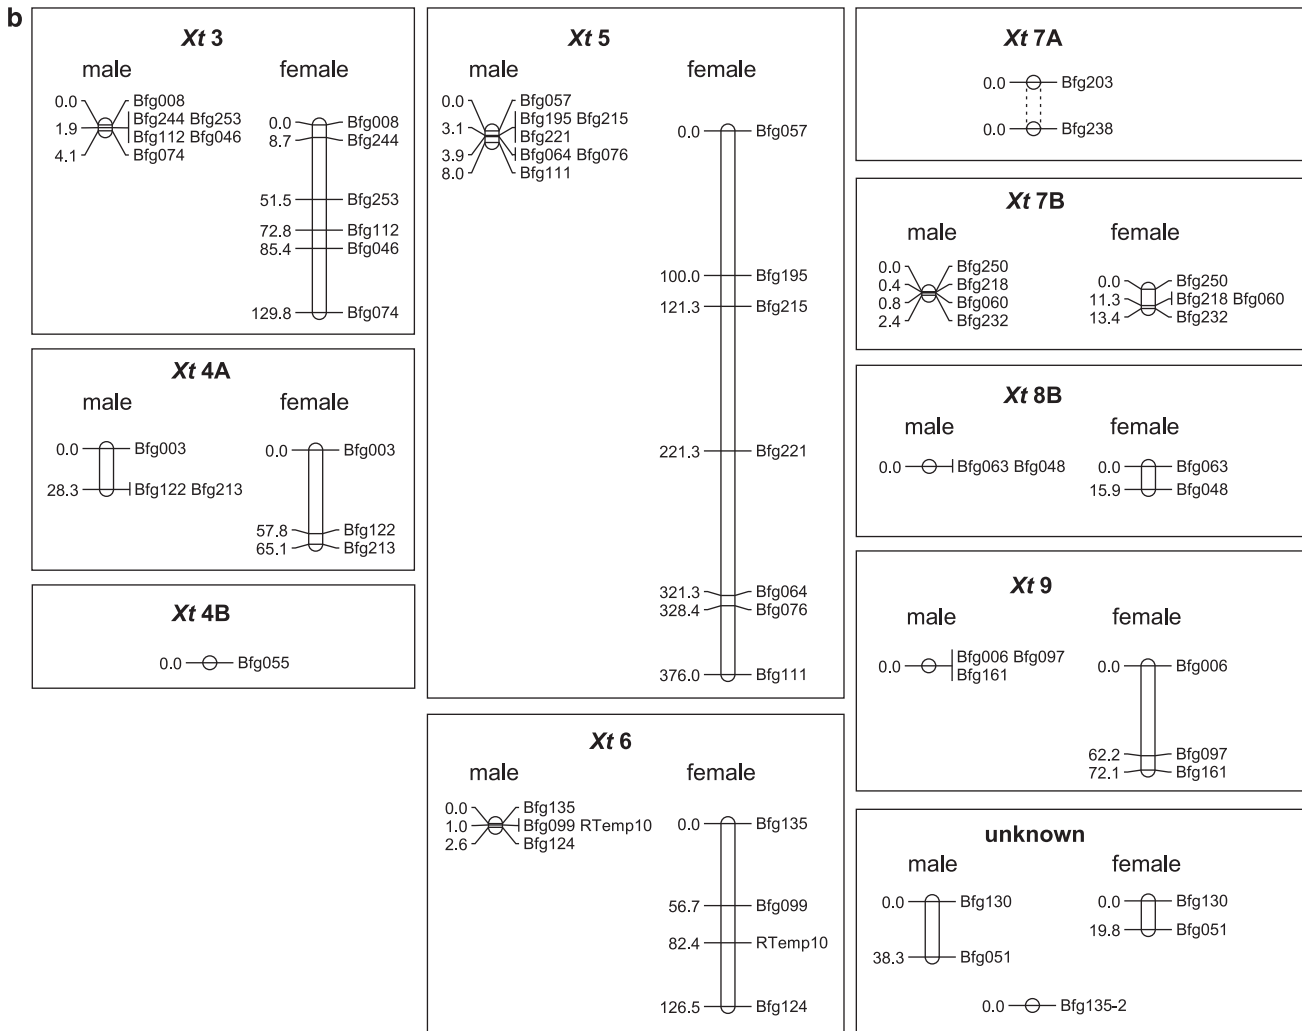 b
Xt 3
male female
0.0 Bfg008
Bfg244 Bfg253
1.9
Bfg112 Bfg046
4.1 Bfg074
0.0 Bfg008
8.7 Bfg244
51.5 Bfg253
72.8 Bfg112
85.4 Bfg046
129.8 Bfg074
Xt 4A
male female
0.0 Bfg003
28.3 Bfg122 Bfg213
0.0 Bfg003
57.8 Bfg122
65.1 Bfg213
Xt 4B
0.0 Bfg055
Xt 5
male female
0.0 Bfg057
Bfg195 Bfg215
3.1
Bfg221
3.9 Bfg064 Bfg076
8.0 Bfg111
0.0 Bfg057
100.0 Bfg195
121.3 Bfg215
221.3 Bfg221
321.3 Bfg064
328.4 Bfg076
376.0 Bfg111
Xt 6
male female
0.0 Bfg135
1.0 Bfg099 RTemp10
2.6 Bfg124
0.0 Bfg135
56.7 Bfg099
82.4 RTemp10
126.5 Bfg124
Xt 7A
0.0 Bfg203
0.0 Bfg238
Xt 7B
male female
0.0 Bfg250
0.4 Bfg218
0.8 Bfg060
2.4 Bfg232
0.0 Bfg250
11.3 Bfg218 Bfg060
13.4 Bfg232
Xt 8B
male female
0.0 Bfg063 Bfg048
0.0 Bfg063
15.9 Bfg048
Xt 9
male female
Bfg006 Bfg097
0.0
Bfg161
0.0 Bfg006
62.2 Bfg097
72.1 Bfg161
unknown
male female
0.0 Bfg130
38.3 Bfg051
0.0 Bfg130
19.8 Bfg051
0.0 Bfg135-2